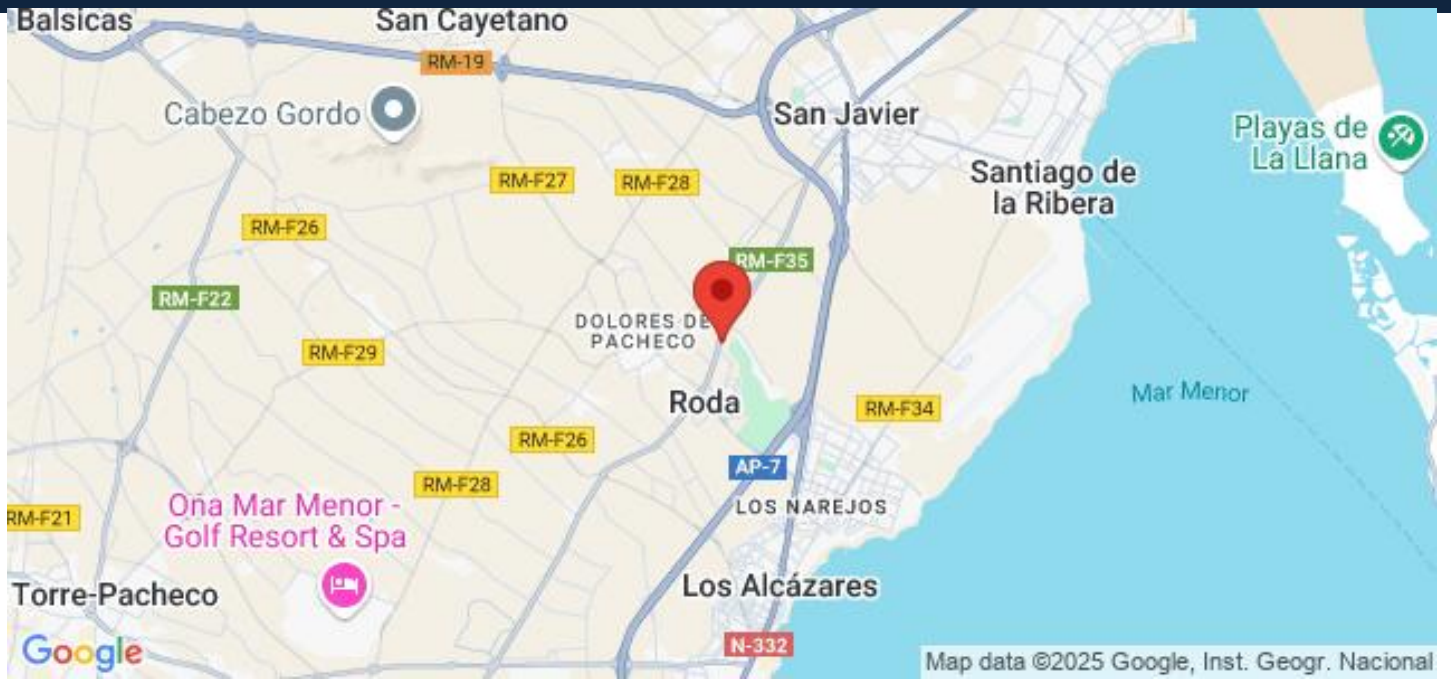 Balsicas
San Cayetano
RM-19
Cabezo Gordo
San Javier
Playas de
La Llana
Santiago de
la Ribera
RM-F27
RM-F28
RM-F26
RM-F35
RM-F22
DOLORES DE
PACHECO
RM-F29
Mar Menor
Roda
RM-F34
RM-F26
AP-7
RM-F28
LOS NAREJOS
Oña Mar Menor -
Golf Resort & Spa
RM-F21
Los Alcázares
Torre-Pacheco
N-332
Google
Map data ©2025 Google, Inst. Geogr. Nacional